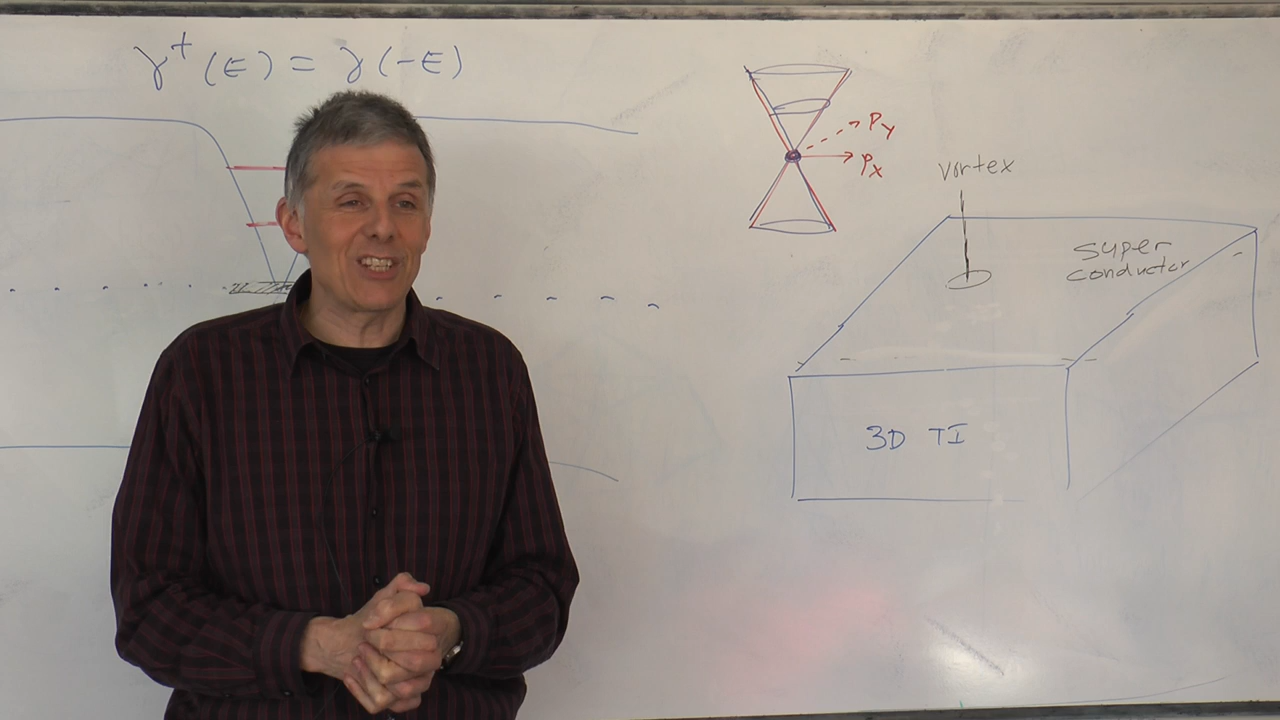 γ† (E) = γ(-E)
Py
Px
vortex
super
conductor
3D TI